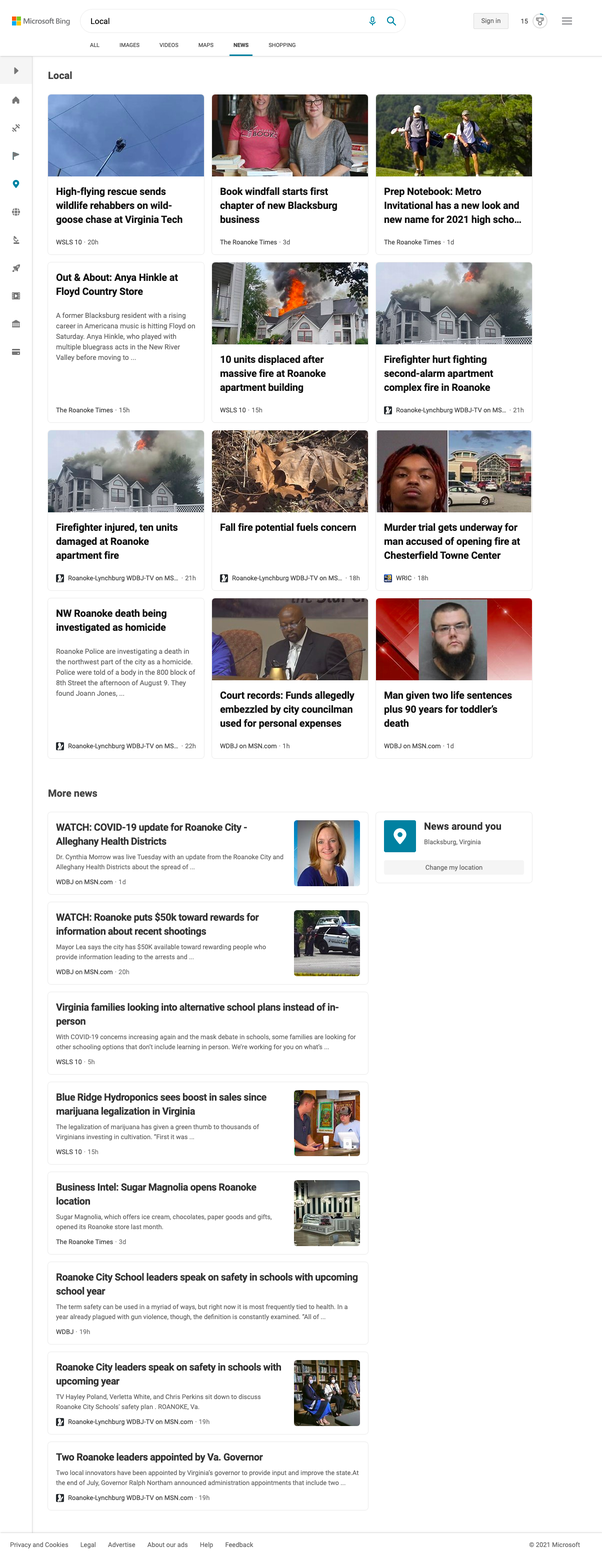 Microsoft Bing
Local
Sign in
15
ALL
IMAGES
VIDEOS
MAPS
NEWS
SHOPPING
Local
High-flying rescue sends
wildlife rehabbers on wild-
goose chase at Virginia Tech
WSLS 10 · 20h
Book windfall starts first
chapter of new Blacksburg
business
The Roanoke Times · 3d
Prep Notebook: Metro
Invitational has a new look and
new name for 2021 high scho...
The Roanoke Times · 1d
Out & About: Anya Hinkle at
Floyd Country Store
A former Blacksburg resident with a rising
career in Americana music is hitting Floyd on
Saturday. Anya Hinkle, who played with
multiple bluegrass acts in the New River
Valley before moving to ...
The Roanoke Times · 15h
10 units displaced after
massive fire at Roanoke
apartment building
WSLS 10 · 15h
Firefighter hurt fighting
second-alarm apartment
complex fire in Roanoke
Roanoke-Lynchburg WDBJ-TV on MS... · 21h
Firefighter injured, ten units
damaged at Roanoke
apartment fire
Roanoke-Lynchburg WDBJ-TV on MS... · 21h
Fall fire potential fuels concern
Roanoke-Lynchburg WDBJ-TV on MS... · 18h
Murder trial gets underway for
man accused of opening fire at
Chesterfield Towne Center
WRIC · 18h
NW Roanoke death being
investigated as homicide
Roanoke Police are investigating a death in
the northwest part of the city as a homicide.
Police were told of a body in the 800 block of
8th Street the afternoon of August 9. They
found Joann Jones, ...
Roanoke-Lynchburg WDBJ-TV on MS... · 22h
Court records: Funds allegedly
embezzled by city councilman
used for personal expenses
WDBJ on MSN.com · 1h
Man given two life sentences
plus 90 years for toddler's
death
WDBJ on MSN.com · 1d
More news
WATCH: COVID-19 update for Roanoke City -
Alleghany Health Districts
Dr. Cynthia Morrow was live Tuesday with an update from the Roanoke City and
Alleghany Health Districts about the spread of ...
WDBJ on MSN.com · 1d
News around you
Blacksburg, Virginia
Change my location
WATCH: Roanoke puts $50k toward rewards for
information about recent shootings
Mayor Lea says the city has $50K available toward rewarding people who
provide information leading to the arrests and ...
WDBJ on MSN.com · 20h
Virginia families looking into alternative school plans instead of in-
person
With COVID-19 concerns increasing again and the mask debate in schools, some families are looking for
other schooling options that don't include learning in person. We're working for you on what's ...
WSLS 10 · 5h
Blue Ridge Hydroponics sees boost in sales since
marijuana legalization in Virginia
The legalization of marijuana has given a green thumb to thousands of
Virginians investing in cultivation. "First it was ...
WSLS 10 · 15h
Business Intel: Sugar Magnolia opens Roanoke
location
Sugar Magnolia, which offers ice cream, chocolates, paper goods and gifts,
opened its Roanoke store last month.
The Roanoke Times · 3d
Roanoke City School leaders speak on safety in schools with upcoming
school year
The term safety can be used in a myriad of ways, but right now it is most frequently tied to health. In a
year already plagued with gun violence, though, the definition is constantly examined. "All of ...
WDBJ · 19h
Roanoke City leaders speak on safety in schools with
upcoming year
TV Hayley Poland, Verletta White, and Chris Perkins sit down to discuss
Roanoke City Schools' safety plan . ROANOKE, Va.
Roanoke-Lynchburg WDBJ-TV on MSN.com · 19h
Two Roanoke leaders appointed by Va. Governor
Two local innovators have been appointed by Virginia's governor to provide input and improve the state.At
the end of July, Governor Ralph Northam announced administration appointments that include two ...
Roanoke-Lynchburg WDBJ-TV on MSN.com · 19h
Privacy and Cookies
Legal
Advertise
About our ads
Help
Feedback
© 2021 Microsoft